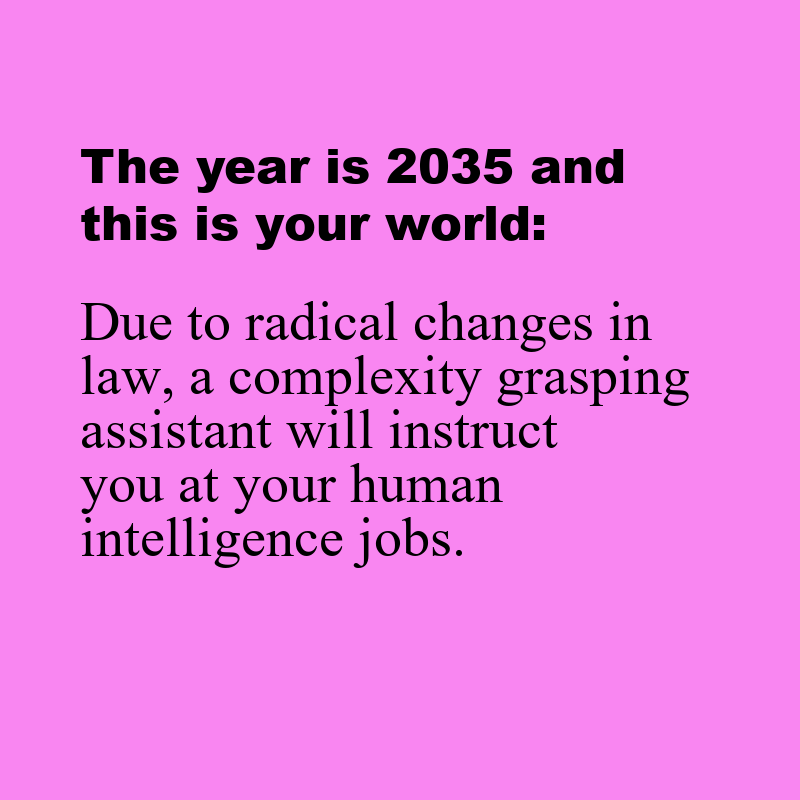 The year is 2035 and
this is your world:
Due to radical changes in
law, a complexity grasping
assistant will instruct
you at your human
intelligence jobs.